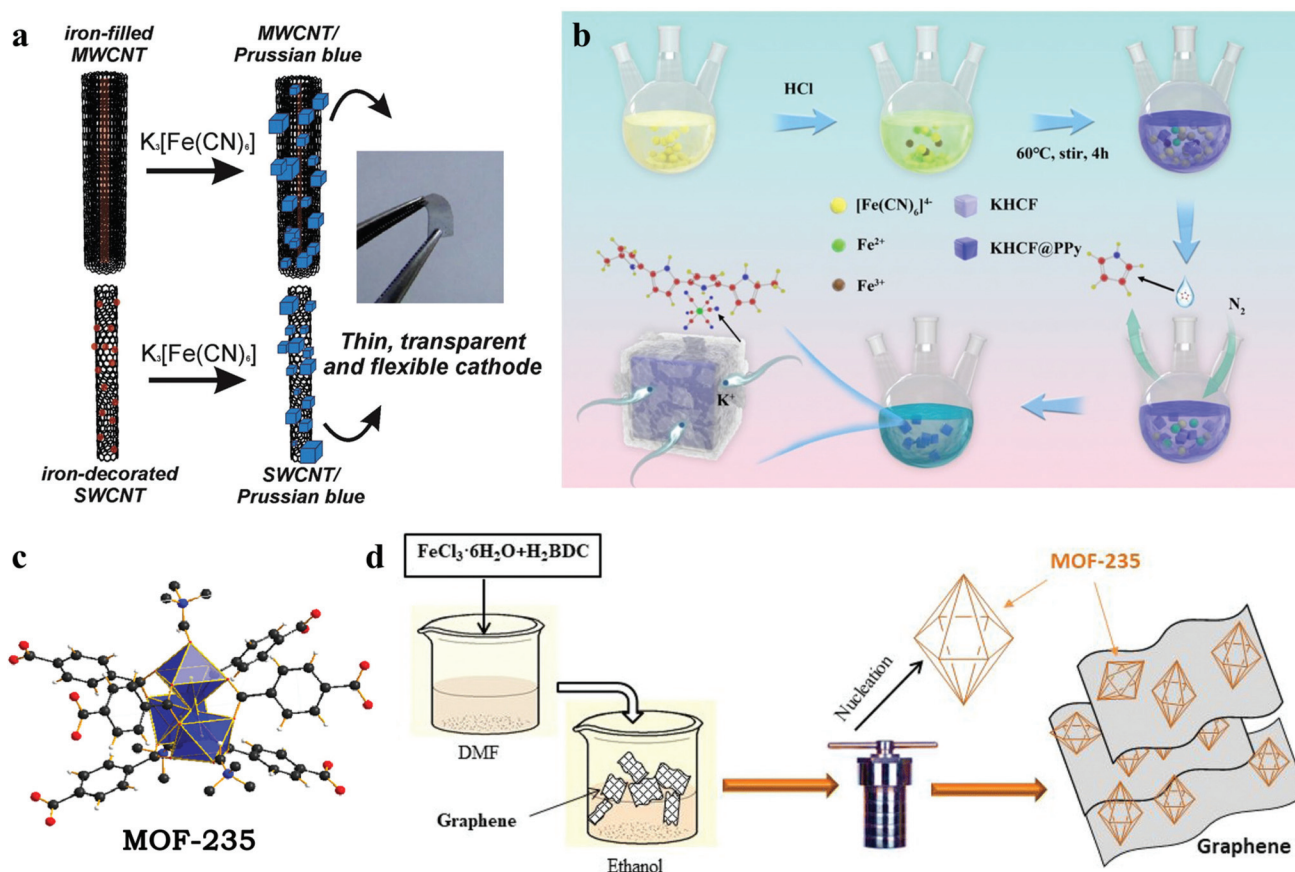 a
iron-filled
MWCNT
MWCNT/
Prussian blue
K₃[Fe(CN)₆]
K₃[Fe(CN)₆]
Thin, transparent
and flexible cathode
iron-decorated
SWCNT
SWCNT/
Prussian blue
b
HCl
60℃, stir, 4h
[Fe(CN)₆]⁴⁻
KHCF
Fe²⁺
KHCF@PPy
Fe³⁺
N₂
K⁺
c
MOF-235
d
FeCl₃·6H₂O+H₂BDC
DMF
Graphene
Ethanol
Nucleation
MOF-235
Graphene